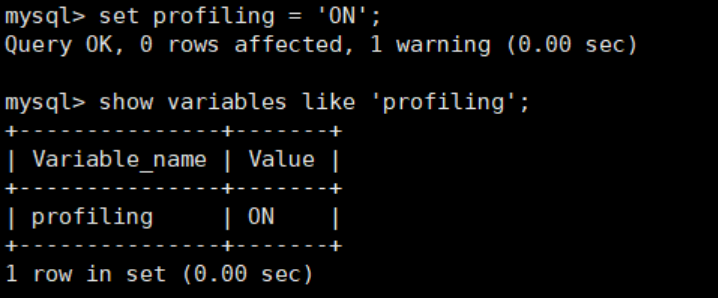 mysql> set profiling = 'ON';
Query OK, 0 rows affected, 1 warning (0.00 sec)
mysql> show variables like 'profiling';
+---------------+-------+
| Variable_name | Value |
+---------------+-------+
| profiling     | ON    |
+---------------+-------+
1 row in set (0.00 sec)